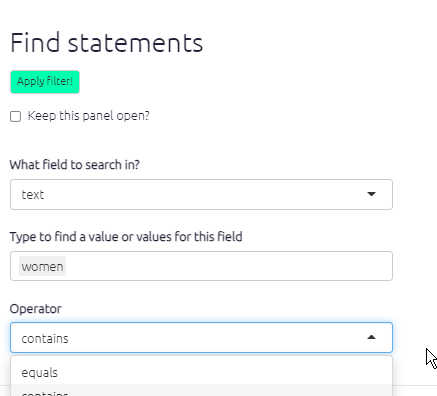 Find statements
Apply filter!
Keep this panel open?
What field to search in?
text
Type to find a value or values for this field
women
Operator
contains
equals
contains